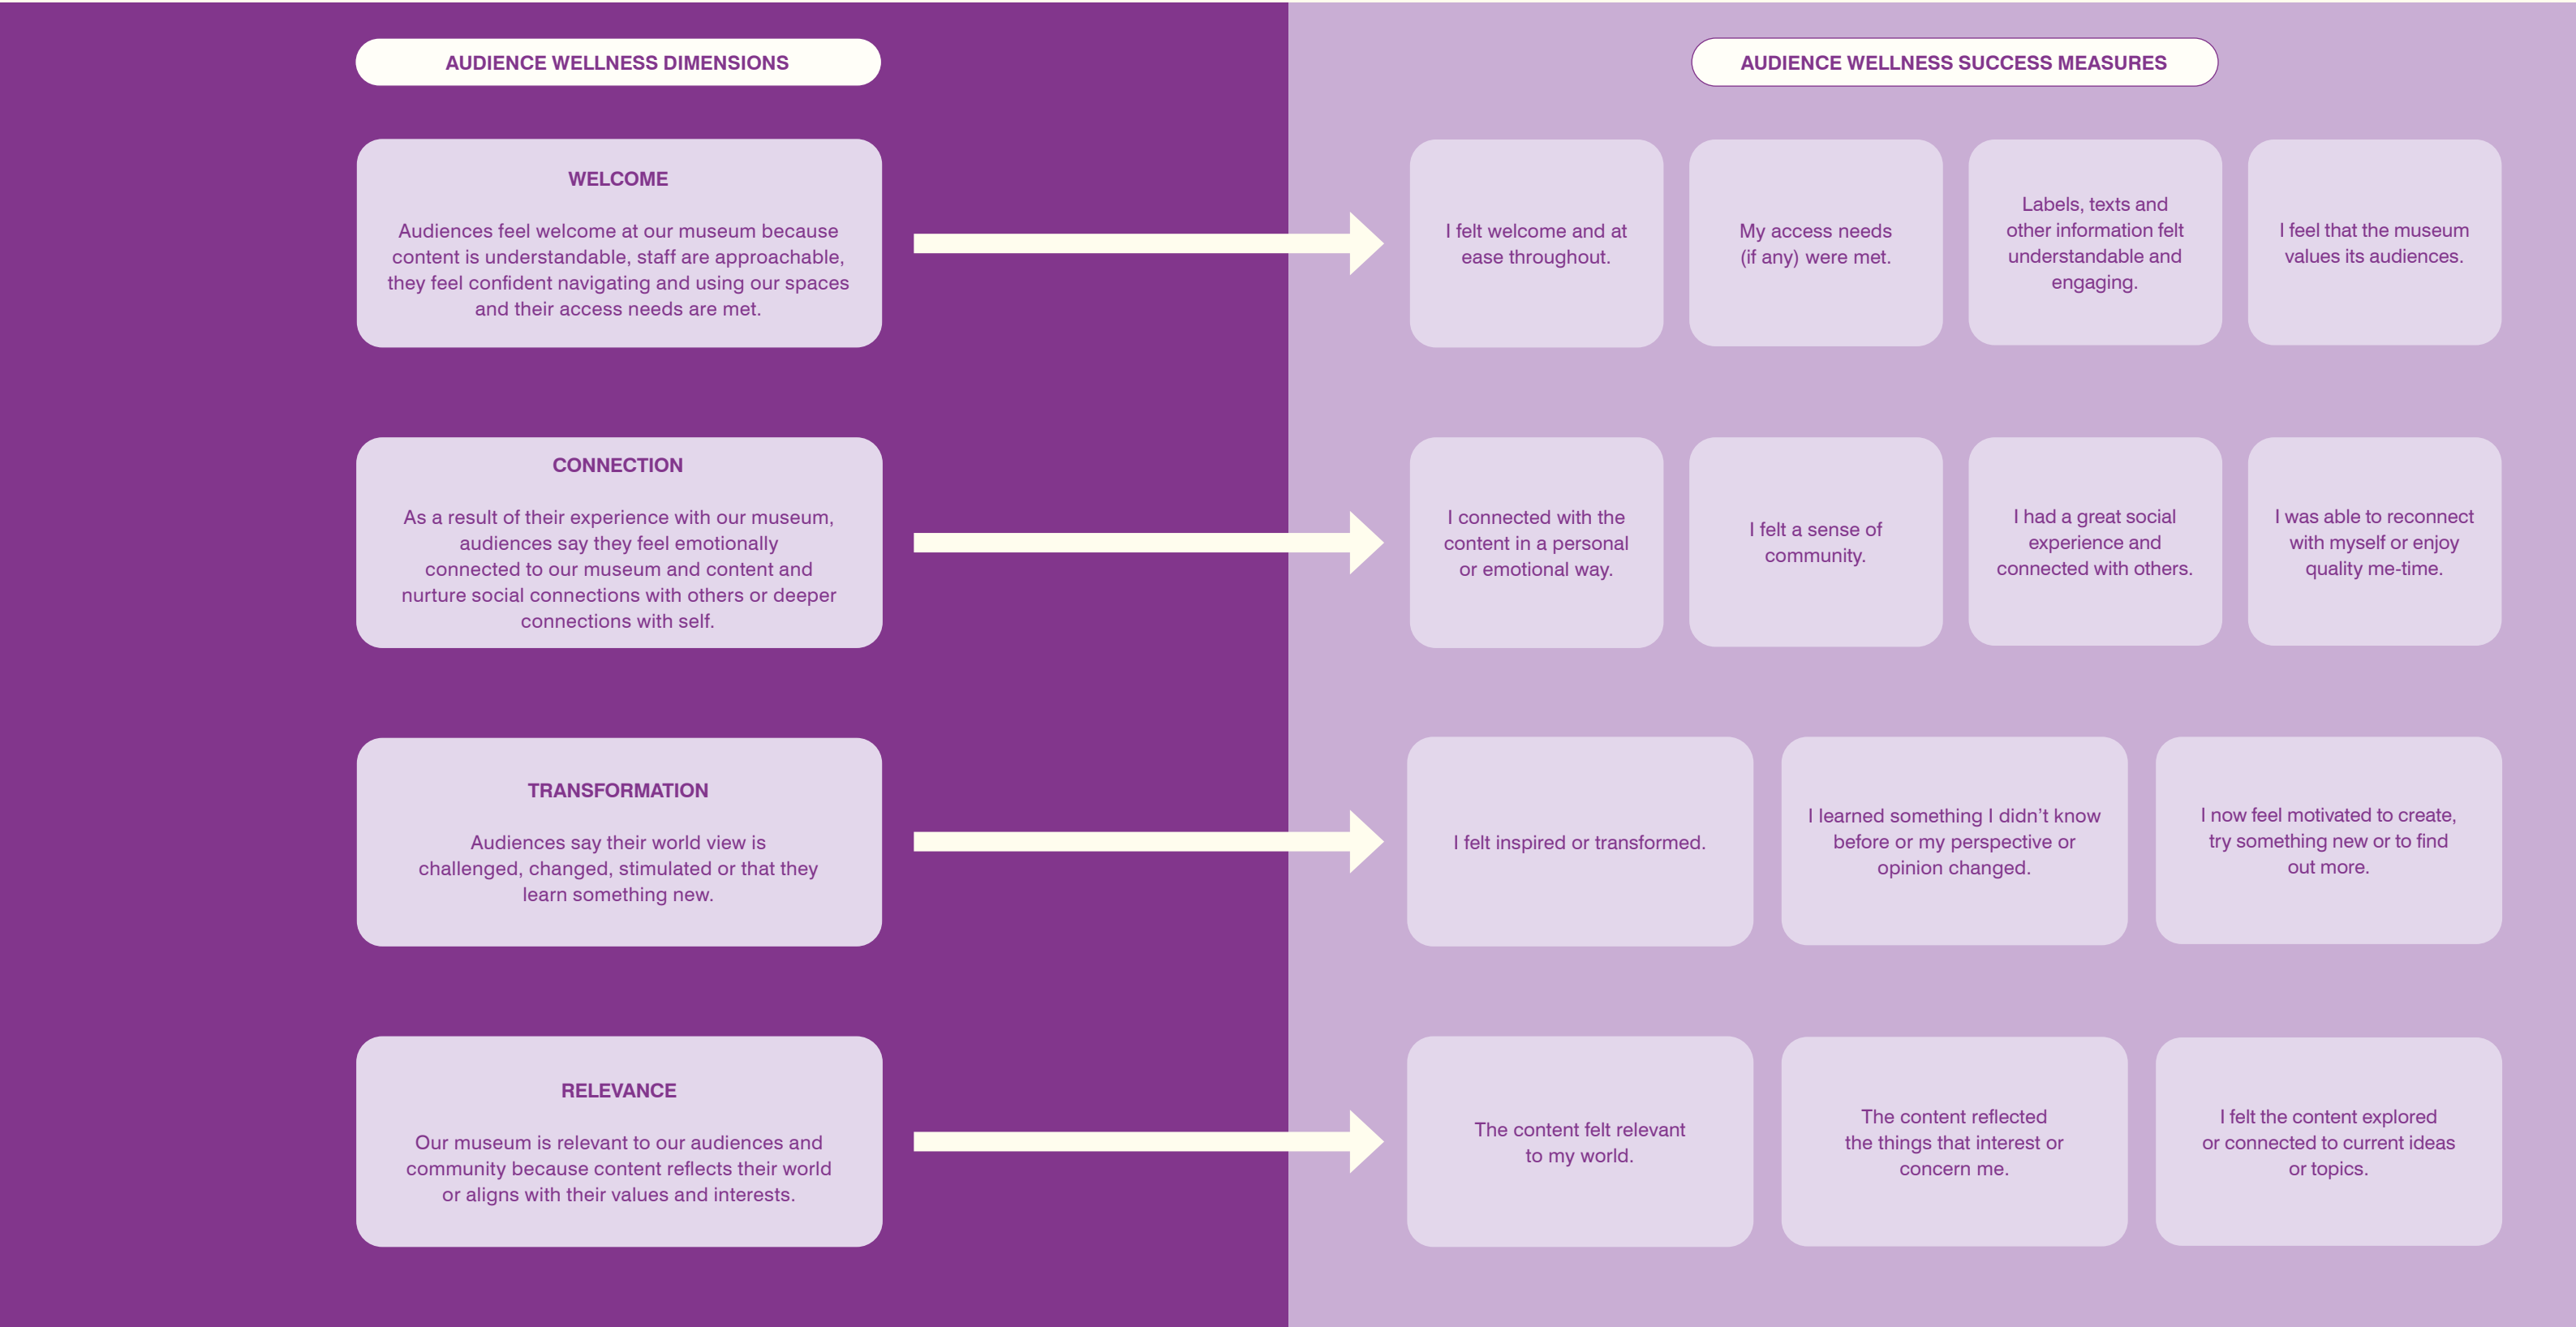 AUDIENCE WELLNESS DIMENSIONS
AUDIENCE WELLNESS SUCCESS MEASURES
WELCOME
Audiences feel welcome at our museum because
content is understandable, staff are approachable,
they feel confident navigating and using our spaces
and their access needs are met.
I felt welcome and at
ease throughout.
My access needs
(if any) were met.
Labels, texts and
other information felt
understandable and
engaging.
I feel that the museum
values its audiences.
CONNECTION
As a result of their experience with our museum,
audiences say they feel emotionally
connected to our museum and content and
nurture social connections with others or deeper
connections with self.
I connected with the
content in a personal
or emotional way.
I felt a sense of
community.
I had a great social
experience and
connected with others.
I was able to reconnect
with myself or enjoy
quality me-time.
TRANSFORMATION
Audiences say their world view is
challenged, changed, stimulated or that they
learn something new.
I felt inspired or transformed.
I learned something I didn’t know
before or my perspective or
opinion changed.
I now feel motivated to create,
try something new or to find
out more.
RELEVANCE
Our museum is relevant to our audiences and
community because content reflects their world
or aligns with their values and interests.
The content felt relevant
to my world.
The content reflected
the things that interest or
concern me.
I felt the content explored
or connected to current ideas
or topics.